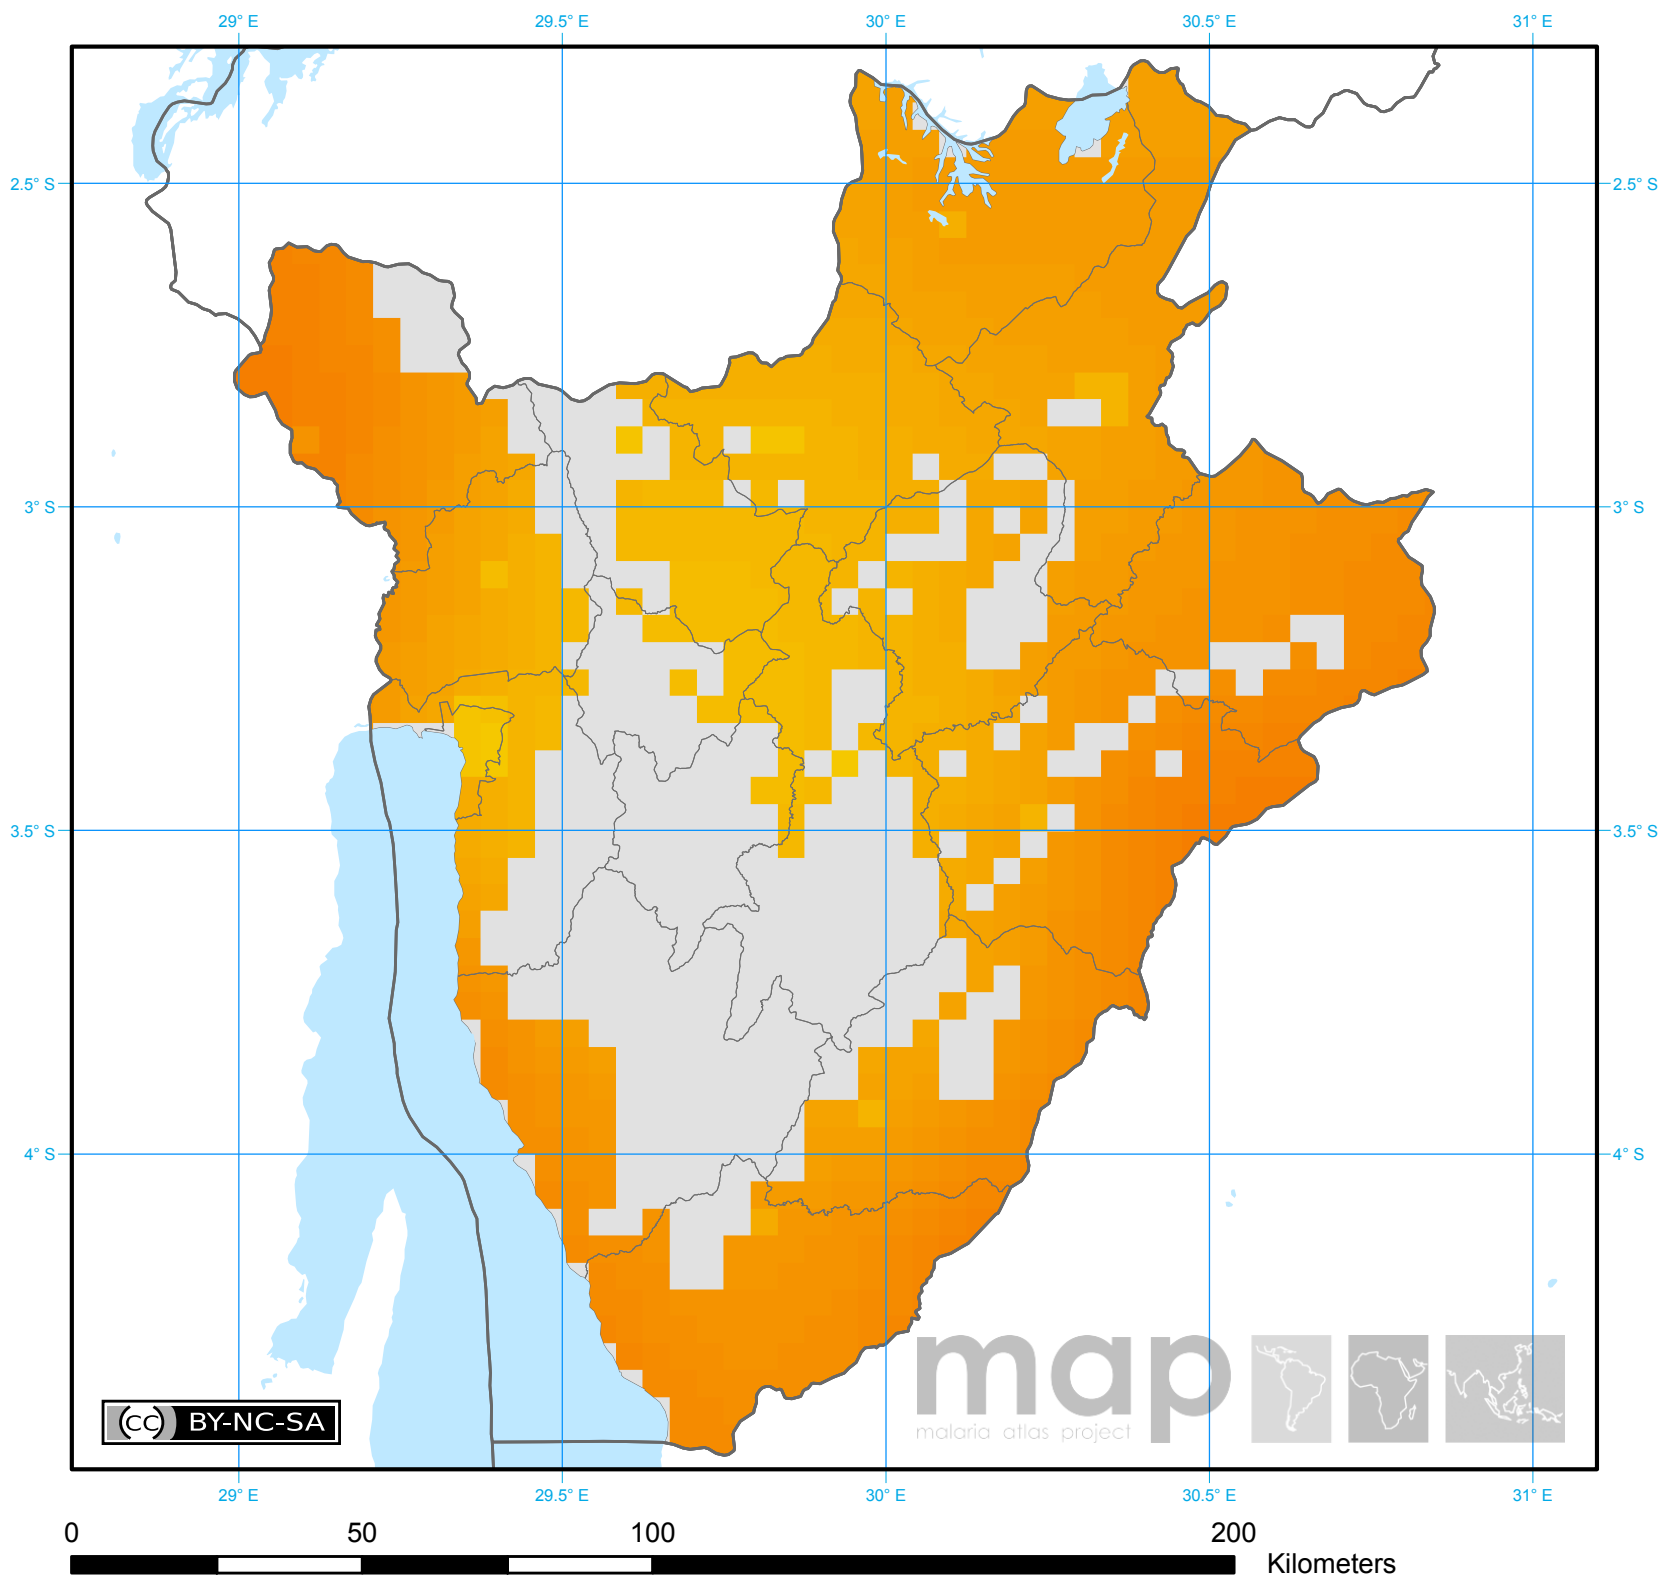 29° E 29.5° E 30° E 30.5° E 31° E
2.5° S 2.5° S
3° S 3° S
3.5° S 3.5° S
4° S 4° S
map
malaria atlas project
CC BY-NC-SA
29° E 29.5° E 30° E 30.5° E 31° E
0 50 100 200
Kilometers